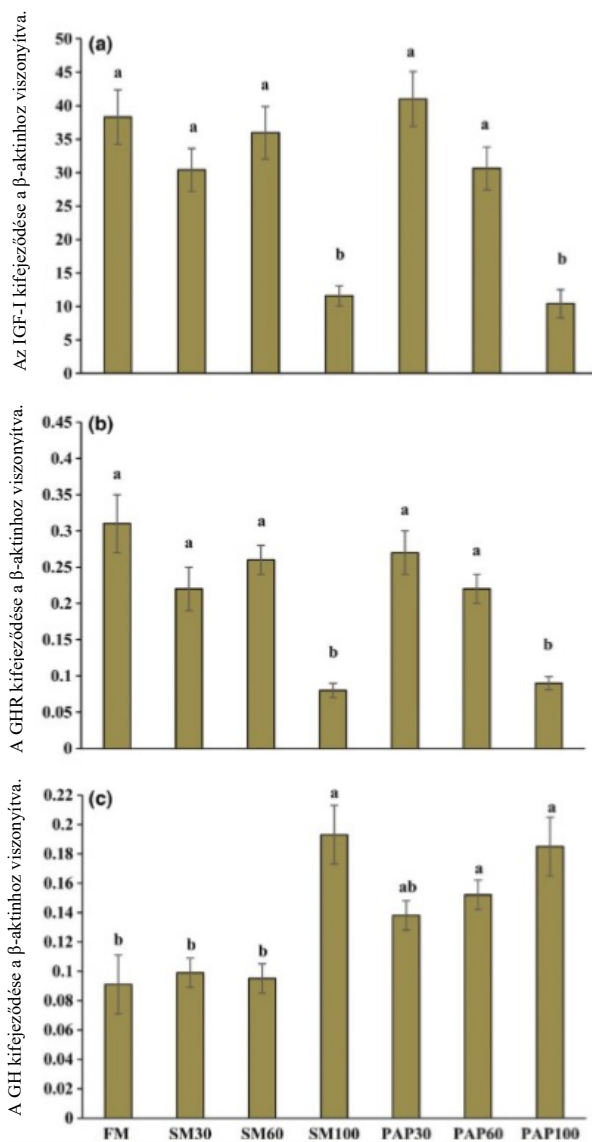 Az IGF-I kifejeződése a β-aktinhoz viszonyítva.
(a)
50
45
40
35
30
25
20
15
10
5
0
a
a
a
b
a
a
b
A GHR kifejeződése a β-aktinhoz viszonyítva.
(b)
0.45
0.4
0.35
0.3
0.25
0.2
0.15
0.1
0.05
0
a
a
a
b
a
a
b
A GH kifejeződése a β-aktinhoz viszonyítva.
(c)
0.22
0.2
0.18
0.16
0.14
0.12
0.1
0.08
0.06
0.04
0.02
0
b
b
b
a
ab
a
a
FM SM30 SM60 SM100 PAP30 PAP60 PAP100